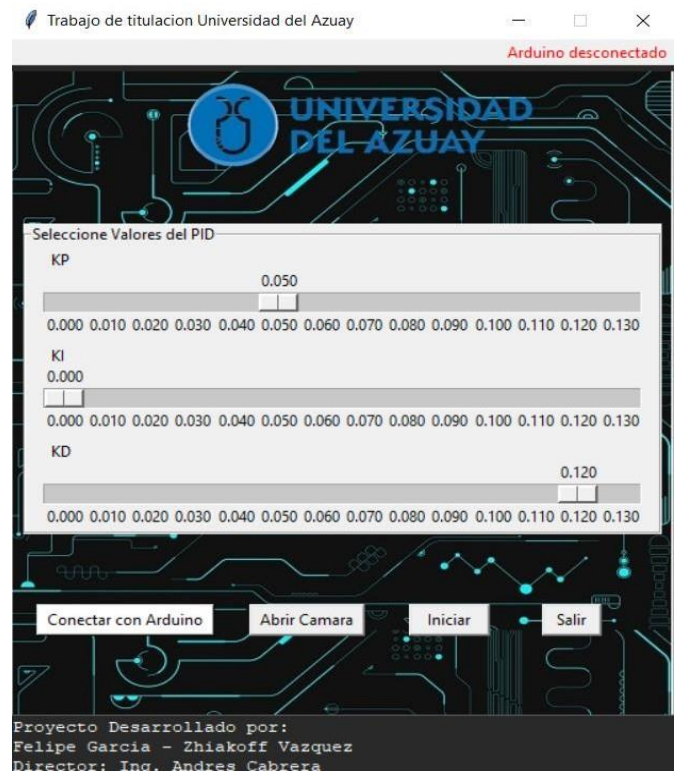 Trabajo de titulacion Universidad del Azuay
Arduino desconectado
UNIVERSIDAD
DEL AZUAY
Seleccione Valores del PID
KP
0.050
0.000 0.010 0.020 0.030 0.040 0.050 0.060 0.070 0.080 0.090 0.100 0.110 0.120 0.130
KI
0.000
0.000 0.010 0.020 0.030 0.040 0.050 0.060 0.070 0.080 0.090 0.100 0.110 0.120 0.130
KD
0.120
0.000 0.010 0.020 0.030 0.040 0.050 0.060 0.070 0.080 0.090 0.100 0.110 0.120 0.130
Conectar con Arduino Abrir Camara Iniciar Salir
Proyecto Desarrollado por:
Felipe Garcia - Zhiakoff Vazquez
Director: Ing. Andres Cabrera